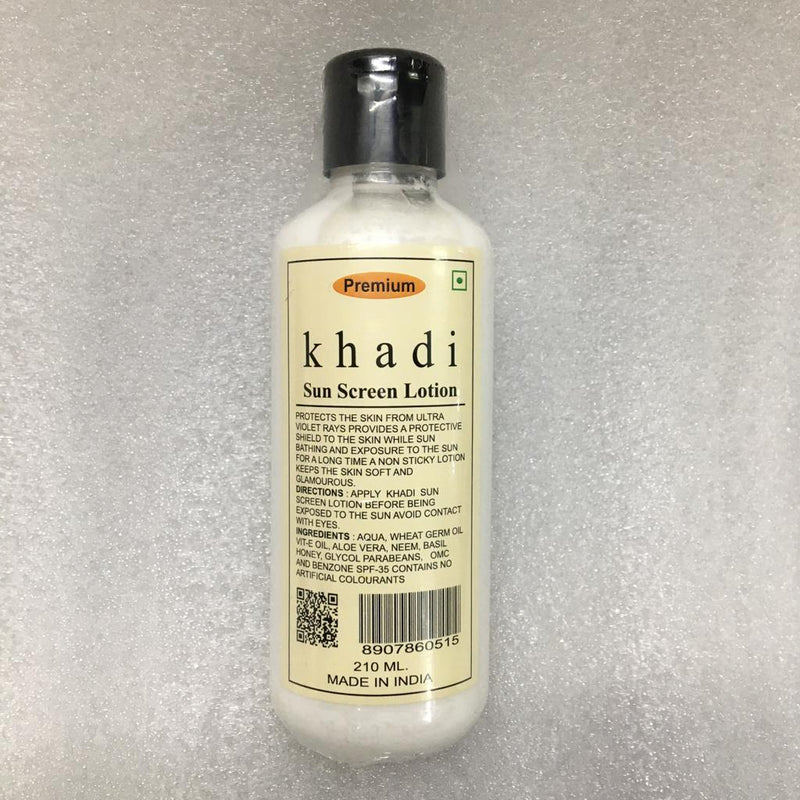 Premium
khadi
Sun Screen Lotion
PROTECTS THE SKIN FROM ULTRA
VIOLET RAYS PROVIDES A PROTECTIVE
SHIELD TO THE SKIN WHILE SUN
BATHING AND EXPOSURE TO THE SUN
FOR A LONG TIME A NON STICKY LOTION
KEEPS THE SKIN SOFT AND
GLAMOUROUS.
DIRECTIONS : APPLY KHADI SUN
SCREEN LOTION BEFORE BEING
EXPOSED TO THE SUN AVOID CONTACT
WITH EYES.
INGREDIENTS : AQUA, WHEAT GERM OIL
VIT-E OIL, ALOE VERA, NEEM, BASIL
HONEY, GLYCOL PARABEANS, OMC
AND BENZONE SPF-35 CONTAINS NO
ARTIFICIAL COLOURANTS
8907860515
210 ML.
MADE IN INDIA